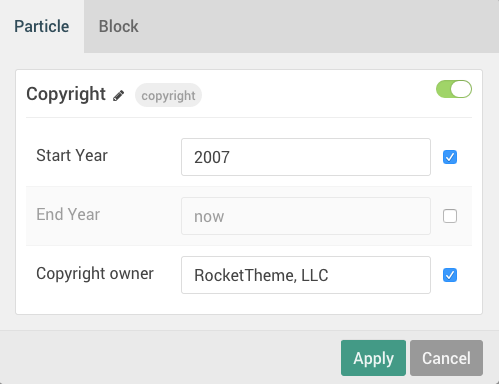 Particle Block
Copyright copyright
Start Year 2007
End Year now
Copyright owner RocketTheme, LLC
Apply Cancel